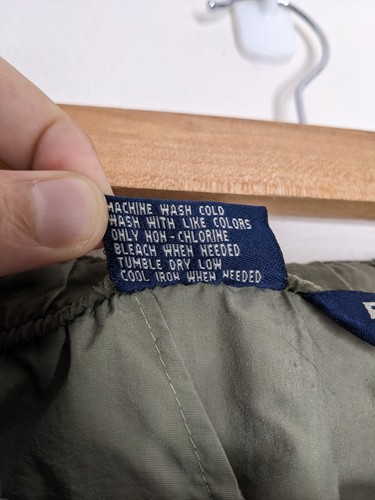 MACHINE WASH COLD
WASH WITH LIKE COLORS
ONLY NON-CHLORINE
BLEACH WHEN NEEDED
TUMBLE DRY LOW
COOL IRON WHEN NEEDED